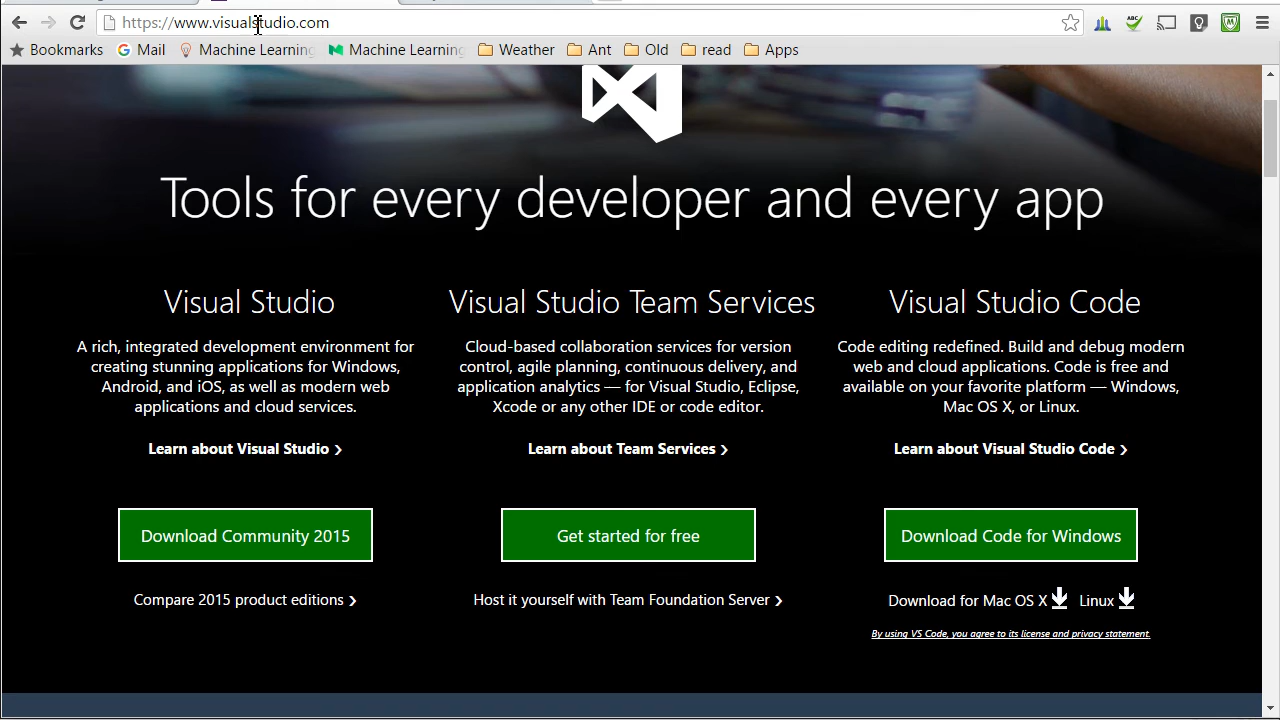 https://www.visualstudio.com
ABC
Bookmarks Mail Machine Learning Machine Learning Weather Ant Old read Apps
Tools for every developer and every app
Visual Studio
A rich, integrated development environment for
creating stunning applications for Windows,
Android, and iOS, as well as modern web
applications and cloud services.
Learn about Visual Studio ›
Download Community 2015
Compare 2015 product editions ›
Visual Studio Team Services
Cloud-based collaboration services for version
control, agile planning, continuous delivery, and
application analytics — for Visual Studio, Eclipse,
Xcode or any other IDE or code editor.
Learn about Team Services ›
Get started for free
Host it yourself with Team Foundation Server ›
Visual Studio Code
Code editing redefined. Build and debug modern
web and cloud applications. Code is free and
available on your favorite platform — Windows,
Mac OS X, or Linux.
Learn about Visual Studio Code ›
Download Code for Windows
Download for Mac OS X Linux
By using VS Code, you agree to its license and privacy statement.